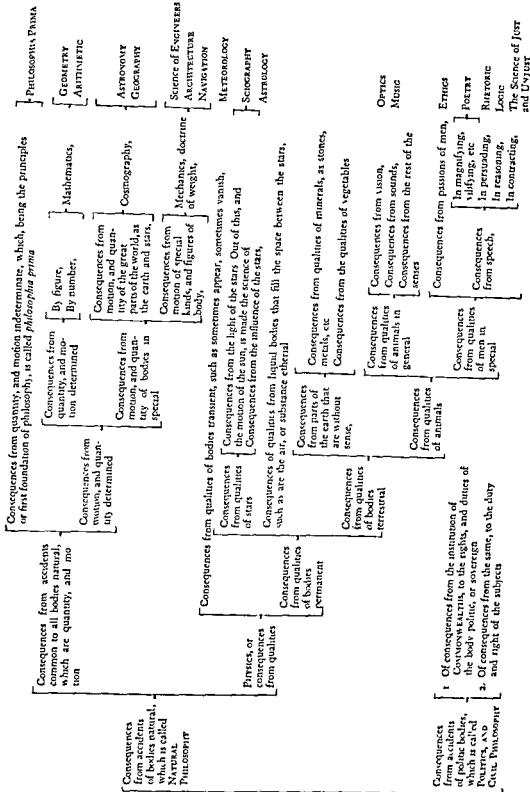 Consequences
from accidents
of bodies natural,
which is called
NATURAL
PHILOSOPHY
Consequences from accidents
common to all bodies natural,
which are quantity, and mo
tion
Consequences from quantity, and motion indeterminate, which, being the principles
or first foundation of philosophy, is called philosophia prima
PHILOSOPHIA PRIMA
Consequences from
motion, and quan-
tity determined
Consequences from
quantity, and mo-
tion determined
By figure,
By number,
Mathematics,
GEOMETRY
ARITHMETIC
Consequences from
motion, and quan-
tity of bodies in
special
Consequences from
motion, and quan-
tity of the great
parts of the world, as
the earth and stars,
Cosmography,
ASTRONOMY
GEOGRAPHY
Consequences from
motion of special
kinds, and figures of
body,
Mechanics, doctrine
of weight,
Science of ENGINEERS
ARCHITECTURE
NAVIGATION
PHYSICS, or
consequences
from qualities
Consequences from qualities of bodies transient, such as sometimes appear, sometimes vanish,
METEOROLOGY
Consequences
from qualities
of bodies
permanent
Consequences
from qualities
of stars
Consequences from the light of the stars Out of this, and
the motion of the sun, is made the science of
SCIOGRAPHY
Consequences from the influence of the stars,
ASTROLOGY
Consequences of qualities from liquid bodies that fill the space between the stars,
such as are the air, or substance etherial
Consequences
from qualities
of bodies
terrestrial
Consequences
from parts of
the earth that
are without
sense,
Consequences from qualities of minerals, as stones,
metals, etc
Consequences from the qualities of vegetables
Consequences
from qualities
of animals
Consequences
from qualities
of animals in
general
Consequences from vision,
OPTICS
Consequences from sounds,
MUSIC
Consequences from the rest of the
senses
Consequences
from qualities
of men in
special
Consequences from passions of men,
ETHICS
Consequences
from speech,
In magnifying,
vilifying, etc
POETRY
In persuading,
RHETORIC
In reasoning,
LOGIC
In contracting,
The Science of JUST
and UNJUST
Consequences
from accidents
of politic bodies,
which is called
POLITICS, AND
CIVIL PHILOSOPHY
1 Of consequences from the institution of
COMMONWEALTHS, to the rights, and duties of
the body politic, or sovereign
2. Of consequences from the same, to the duty
and right of the subjects